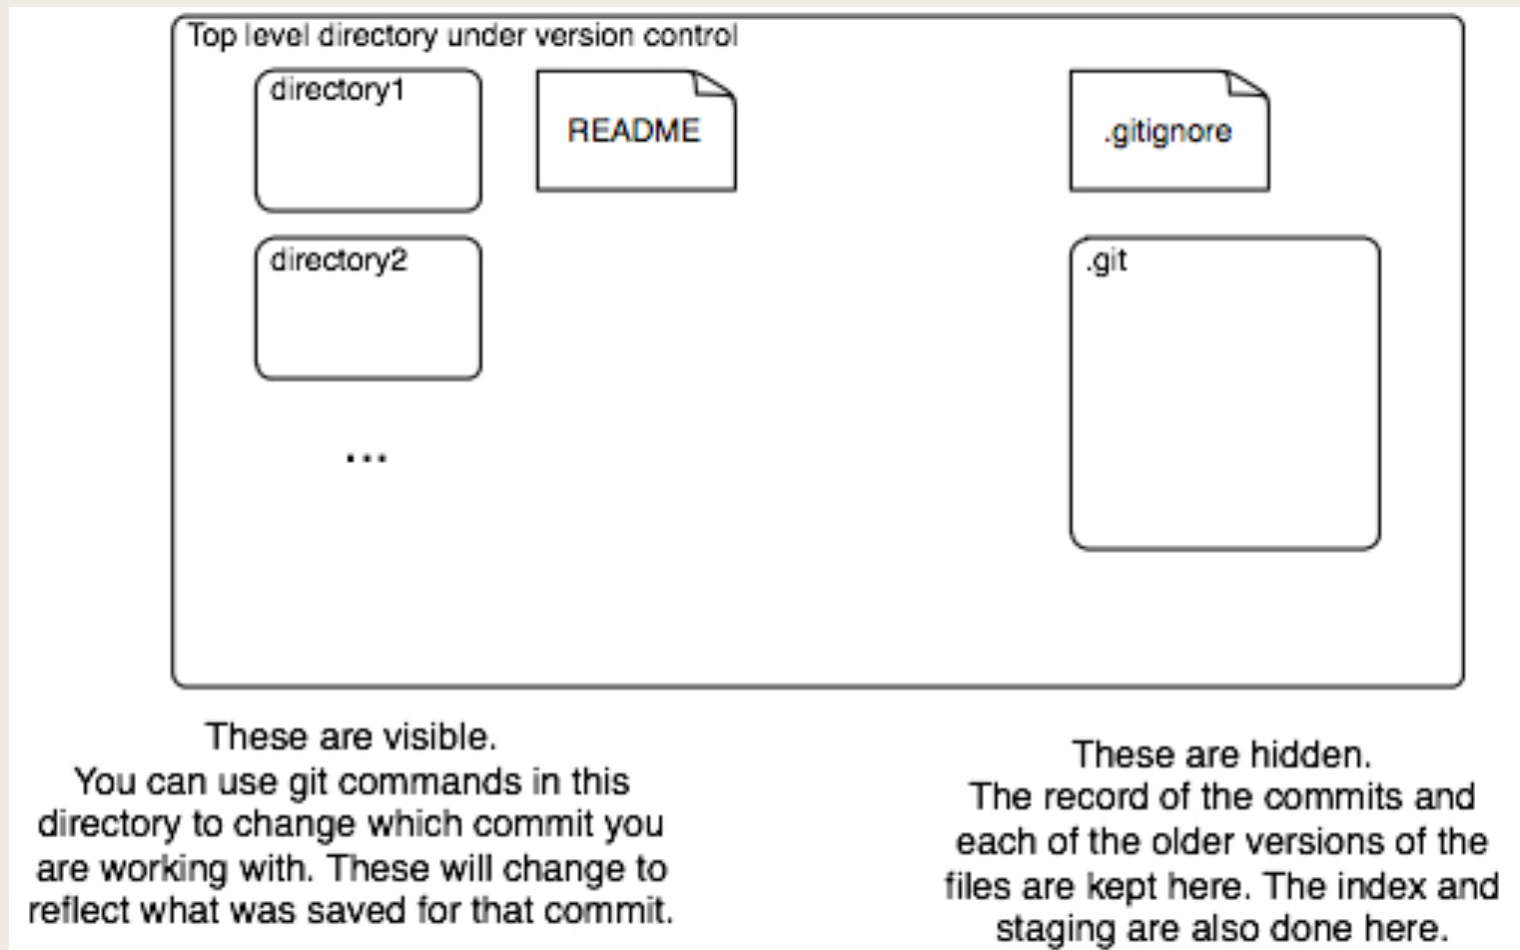 Top level directory under version control
directory1
README
.gitignore
directory2
.git
...
These are visible.
You can use git commands in this
directory to change which commit you
are working with. These will change to
reflect what was saved for that commit.
These are hidden.
The record of the commits and
each of the older versions of the
files are kept here. The index and
staging are also done here.